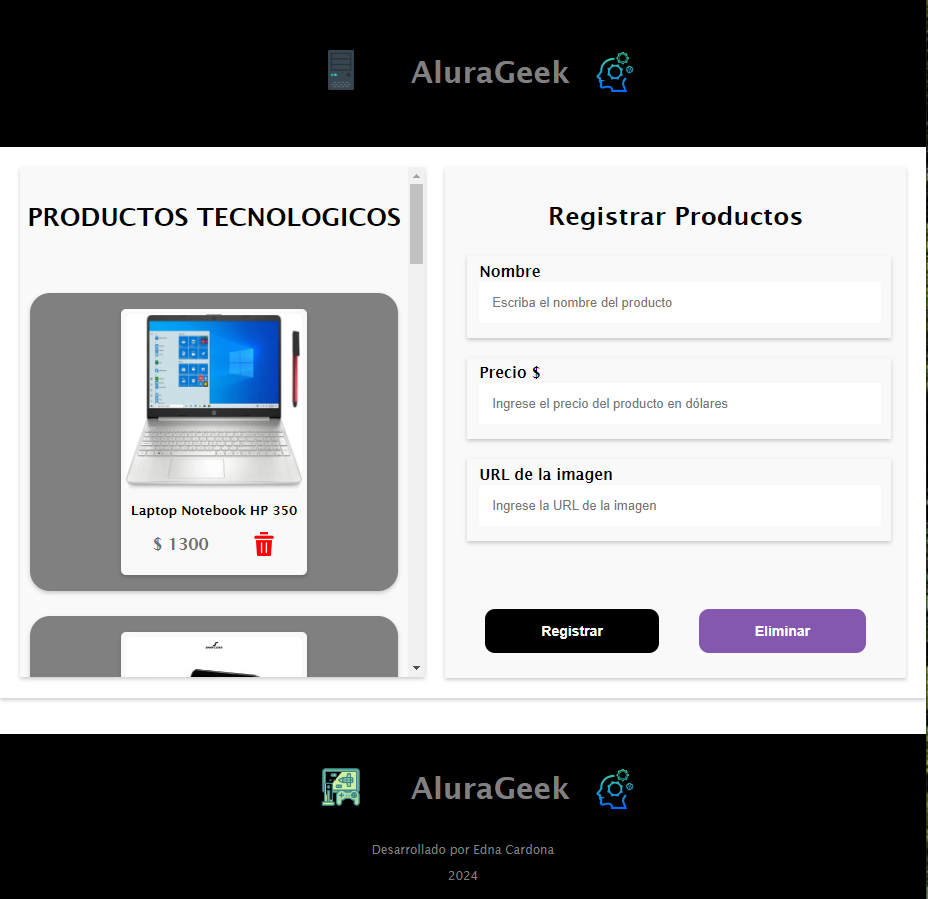 AluraGeek
PRODUCTOS TECNOLOGICOS
Laptop Notebook HP 350
$ 1300
Registrar Productos
Nombre
Escriba el nombre del producto
Precio $
Ingrese el precio del producto en dólares
URL de la imagen
Ingrese la URL de la imagen
Registrar
Eliminar
AluraGeek
Desarrollado por Edna Cardona
2024